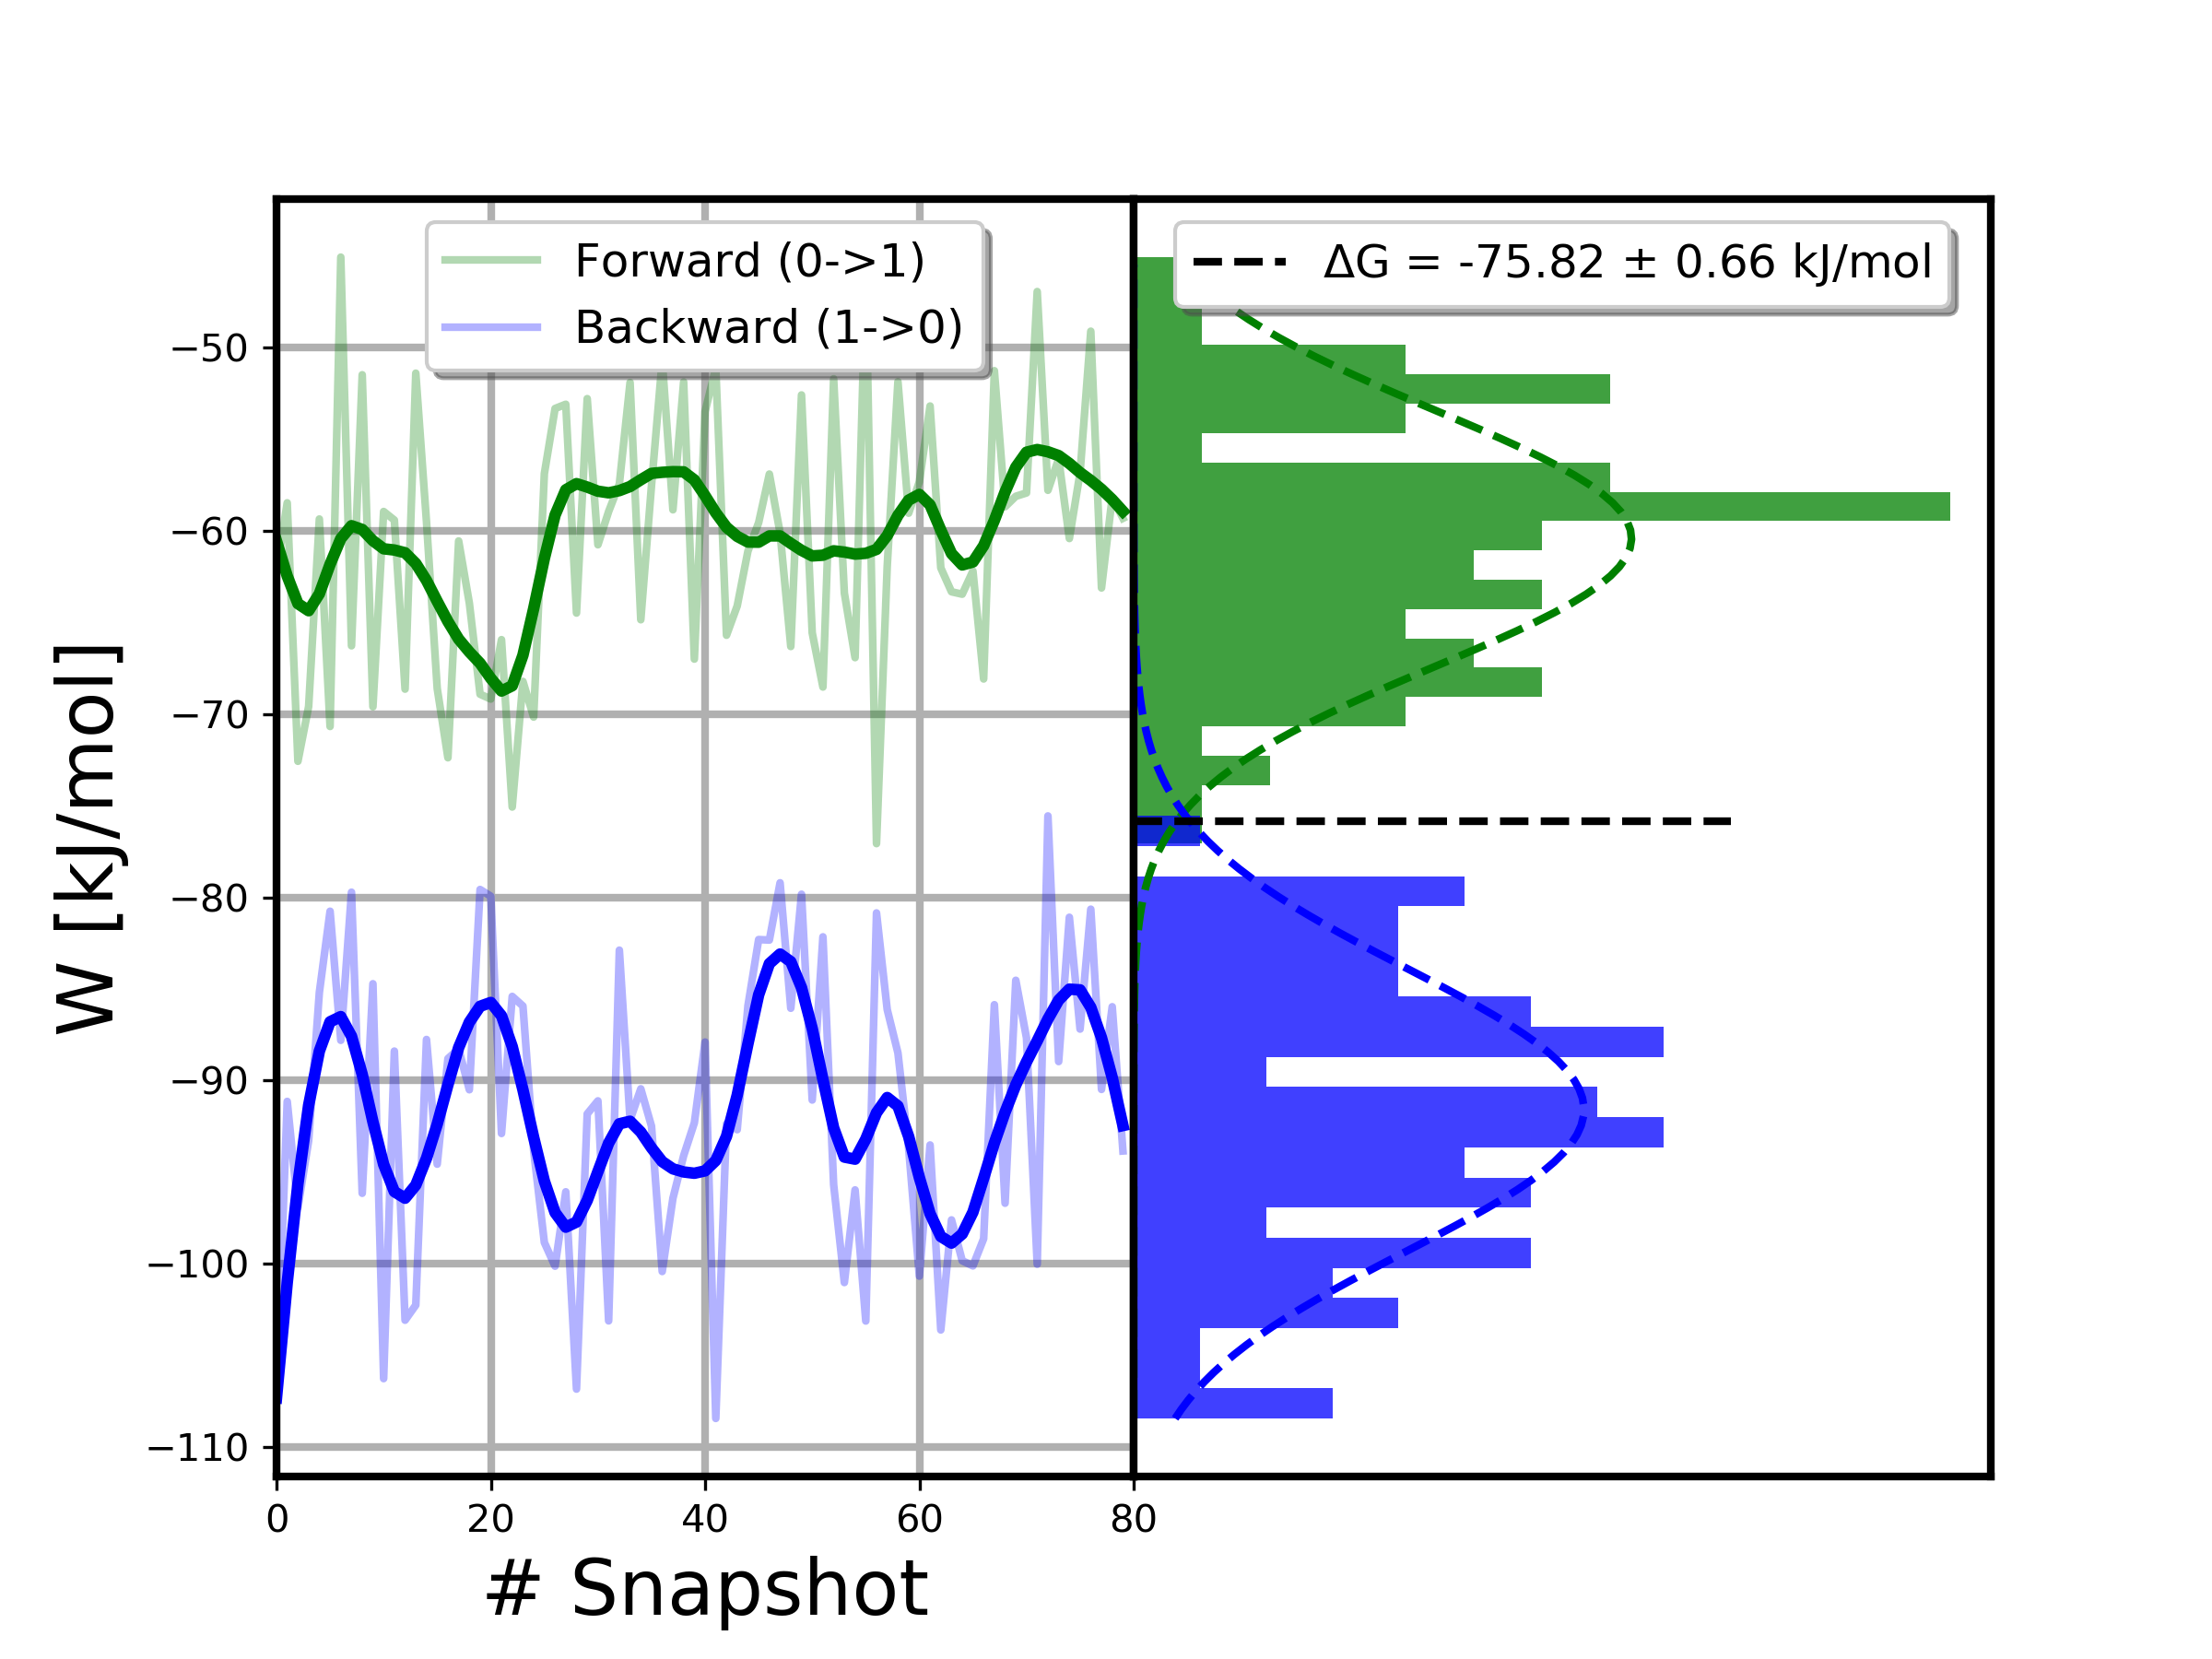 Forward (0->1)
Backward (1->0)
ΔG = -75.82 ± 0.66 kJ/mol
W [kJ/mol]
−50
−60
−70
−80
−90
−100
−110
0 20 40 60 80
# Snapshot